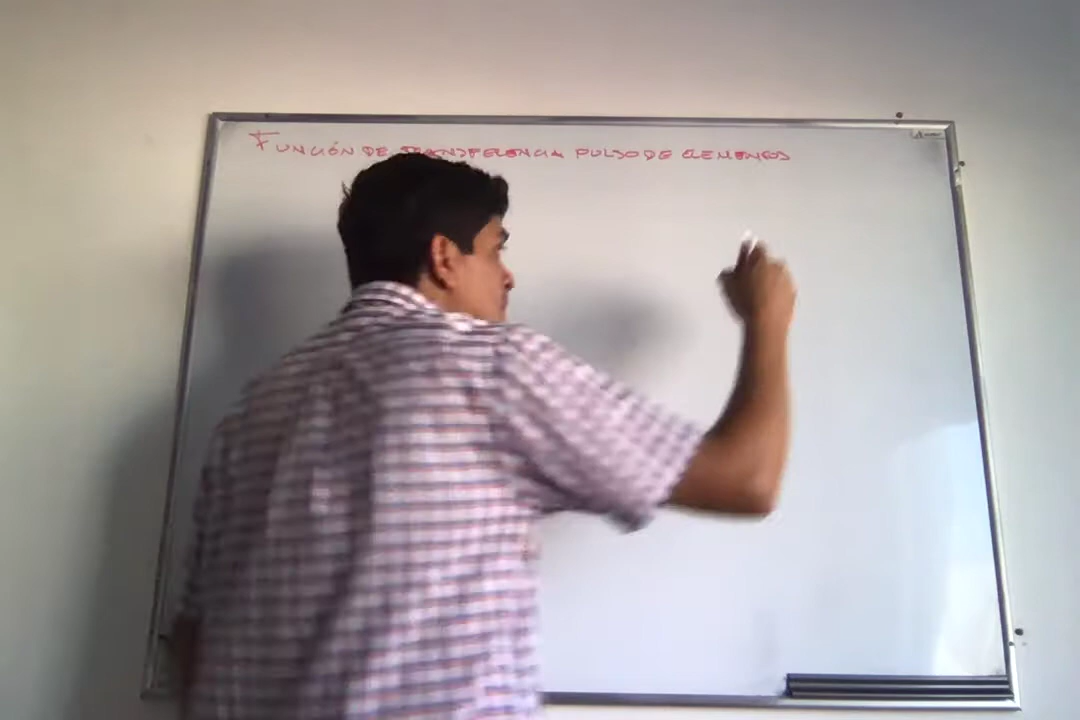 FUNCIÓN DE TRANSFERENCIA PULSO DE ELEMENTOS